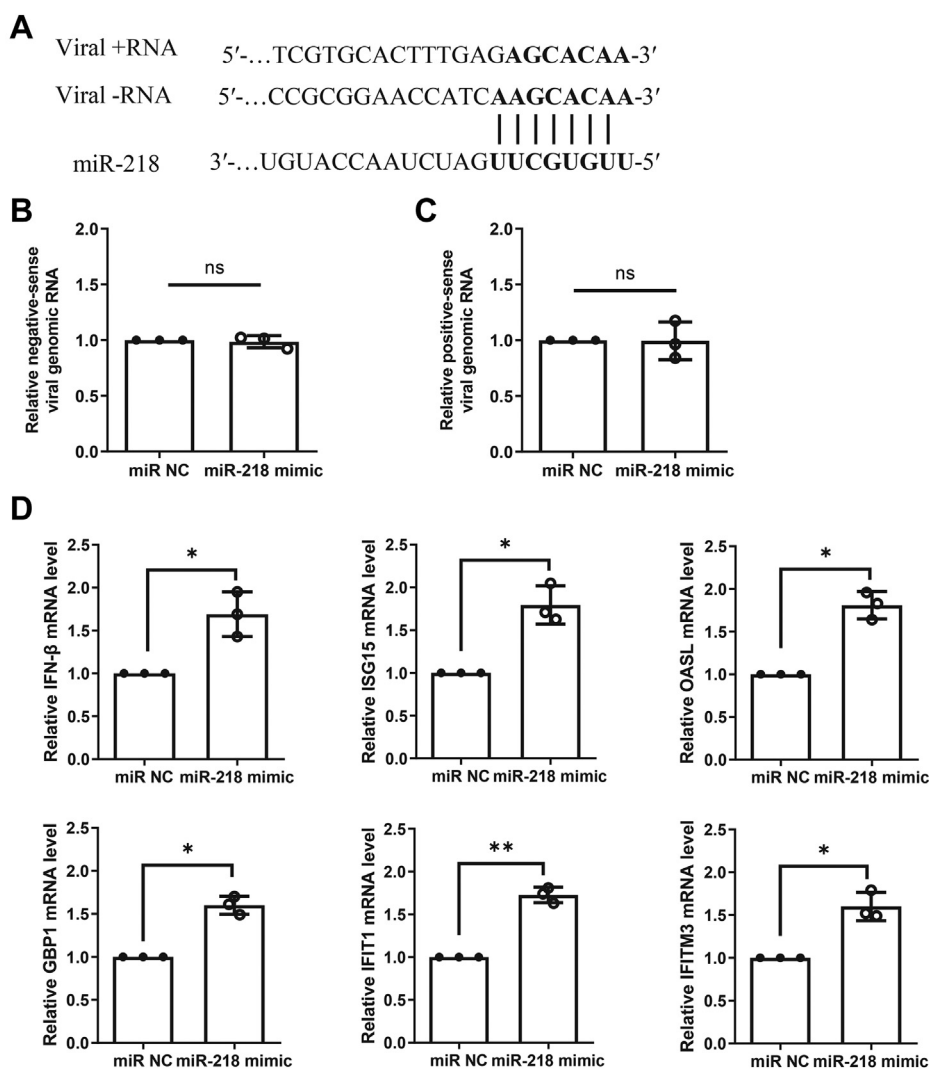 A
Viral +RNA 5′-…TCGTGCACTTTGAGAGCACAA-3′
Viral -RNA 5′-…CCGCGGAACCATCAAGCACAA-3′
miR-218 3′-…UGUACCAAUCUAGUUCGUGUU-5′
B
Relative negative-sense
viral genomic RNA
2.0
1.5
1.0
0.5
0.0
ns
miR NC miR-218 mimic
C
Relative positive-sense
viral genomic RNA
2.0
1.5
1.0
0.5
0.0
ns
miR NC miR-218 mimic
D
Relative IFN-β mRNA level
2.5
2.0
1.5
1.0
0.5
0.0
*
miR NC miR-218 mimic
Relative ISG15 mRNA level
2.5
2.0
1.5
1.0
0.5
0.0
*
miR NC miR-218 mimic
Relative OASL mRNA level
2.5
2.0
1.5
1.0
0.5
0.0
*
miR NC miR-218 mimic
Relative GBP1 mRNA level
2.5
2.0
1.5
1.0
0.5
0.0
*
miR NC miR-218 mimic
Relative IFIT1 mRNA level
2.5
2.0
1.5
1.0
0.5
0.0
**
miR NC miR-218 mimic
Relative IFITM3 mRNA level
2.5
2.0
1.5
1.0
0.5
0.0
*
miR NC miR-218 mimic